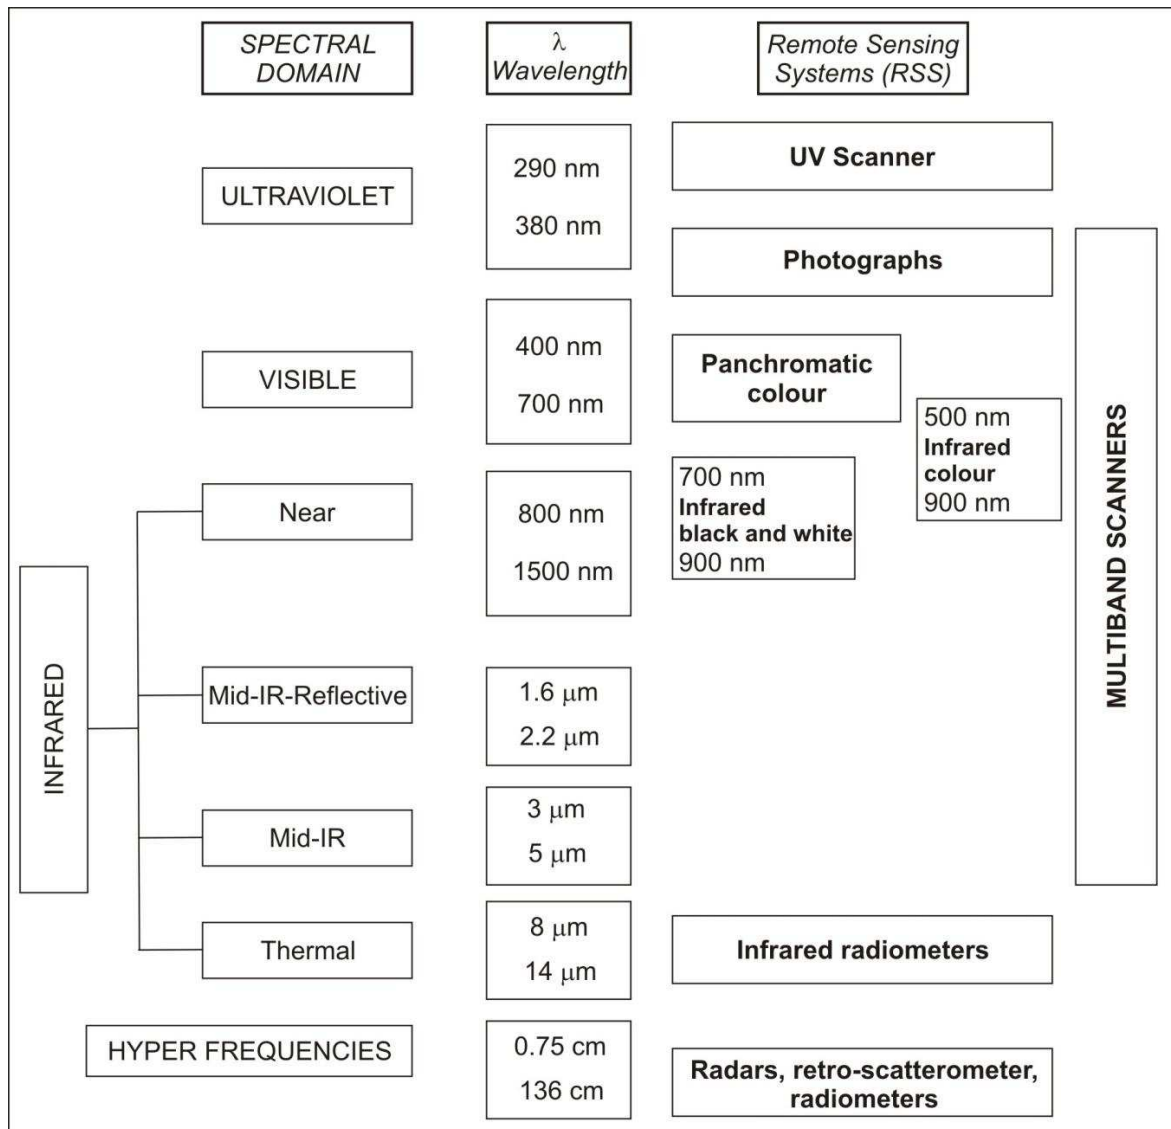 SPECTRAL
DOMAIN
λ
Wavelength
Remote Sensing
Systems (RSS)
ULTRAVIOLET
290 nm
380 nm
UV Scanner
Photographs
VISIBLE
400 nm
700 nm
Panchromatic
colour
500 nm
Infrared
colour
900 nm
Near
800 nm
1500 nm
700 nm
Infrared
black and white
900 nm
MULTIBAND SCANNERS
INFRARED
Mid-IR-Reflective
1.6 μm
2.2 μm
Mid-IR
3 μm
5 μm
Thermal
8 μm
14 μm
Infrared radiometers
HYPER FREQUENCIES
0.75 cm
136 cm
Radars, retro-scatterometer,
radiometers